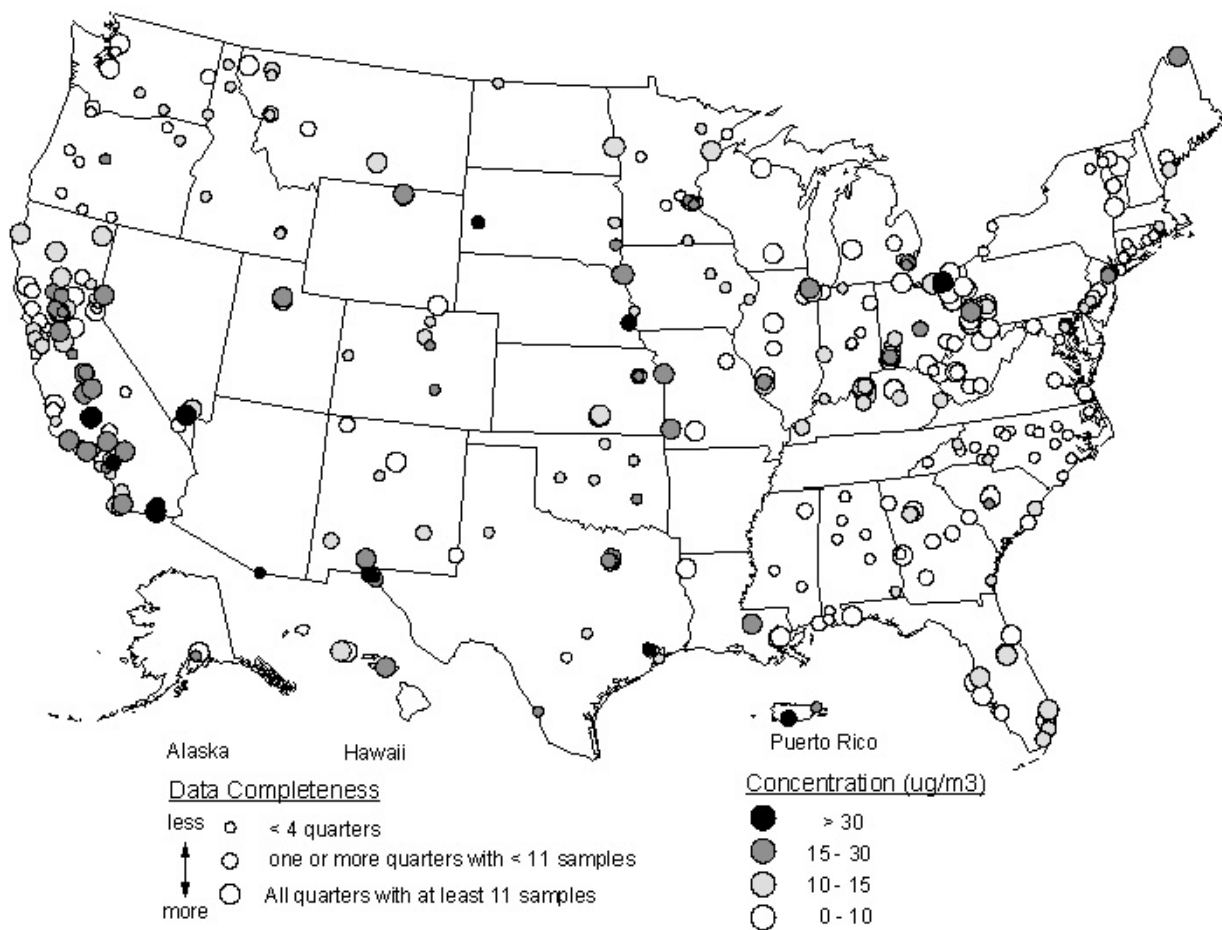 Alaska
Hawaii
Puerto Rico
Data Completeness
less
< 4 quarters
one or more quarters with < 11 samples
more
All quarters with at least 11 samples
Concentration (ug/m3)
> 30
15 - 30
10 - 15
0 - 10